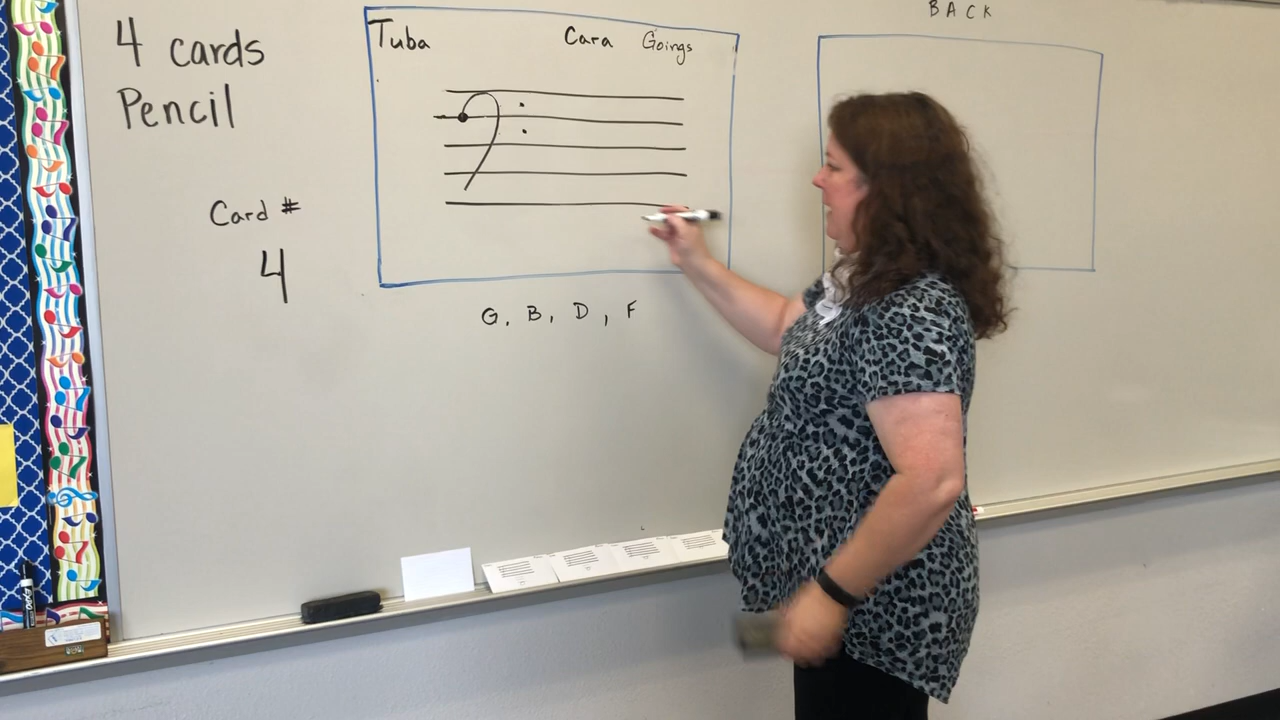 4 cards
Pencil
Card #
4
Tuba Cara Goings
G, B, D, F
BACK